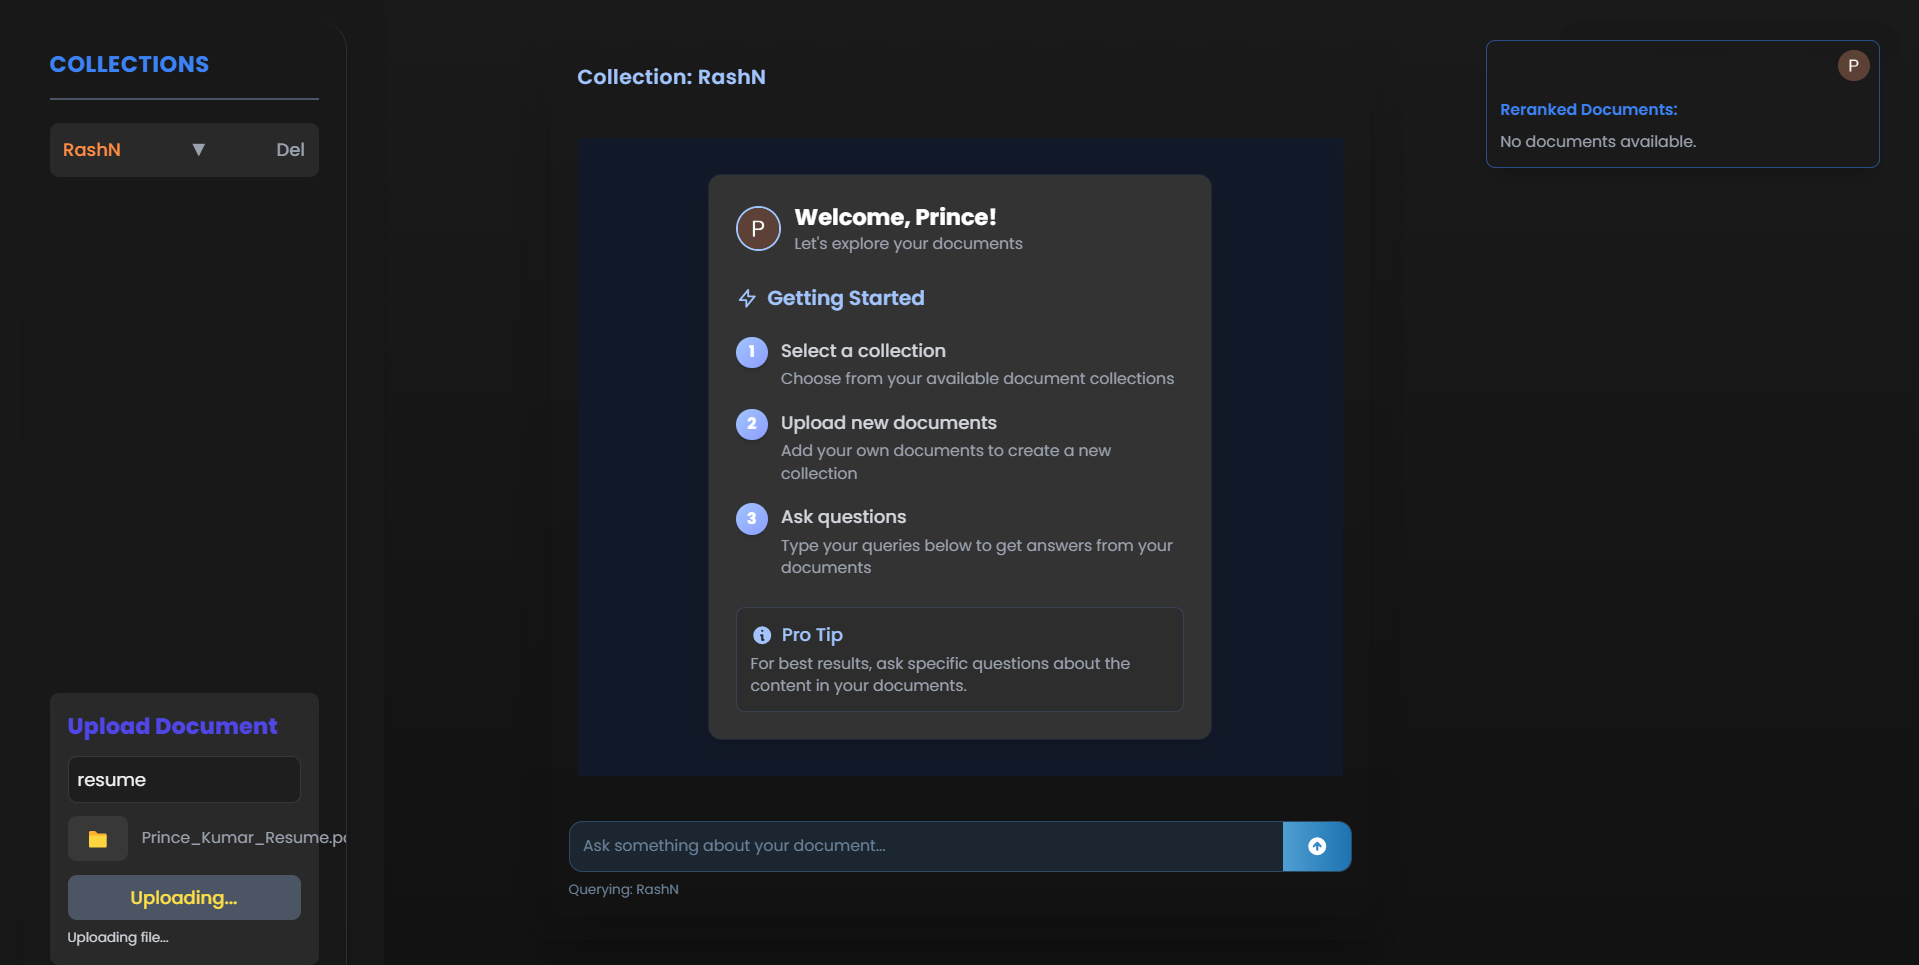 COLLECTIONS
RashN ▼ Del
Upload Document
resume
Prince_Kumar_Resume.pc
Uploading...
Uploading file...
Collection: RashN
P
Welcome, Prince!
Let's explore your documents
Getting Started
1
Select a collection
Choose from your available document collections
2
Upload new documents
Add your own documents to create a new
collection
3
Ask questions
Type your queries below to get answers from your
documents
Pro Tip
For best results, ask specific questions about the
content in your documents.
Ask something about your document...
Querying: RashN
P
Reranked Documents:
No documents available.